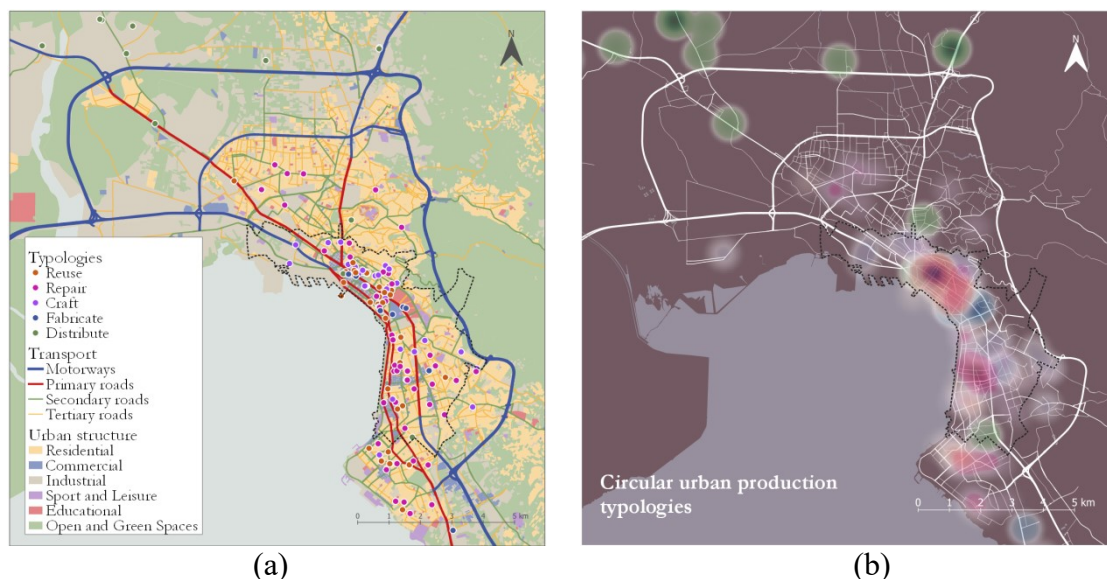 N
Typologies
Reuse
Repair
Craft
Fabricate
Distribute
Transport
Motorways
Primary roads
Secondary roads
Tertiary roads
Urban structure
Residential
Commercial
Industrial
Sport and Leisure
Educational
Open and Green Spaces
0 1 2 3 4 5 km
(a)
N
Circular urban production
typologies
0 1 2 3 4 5 km
(b)